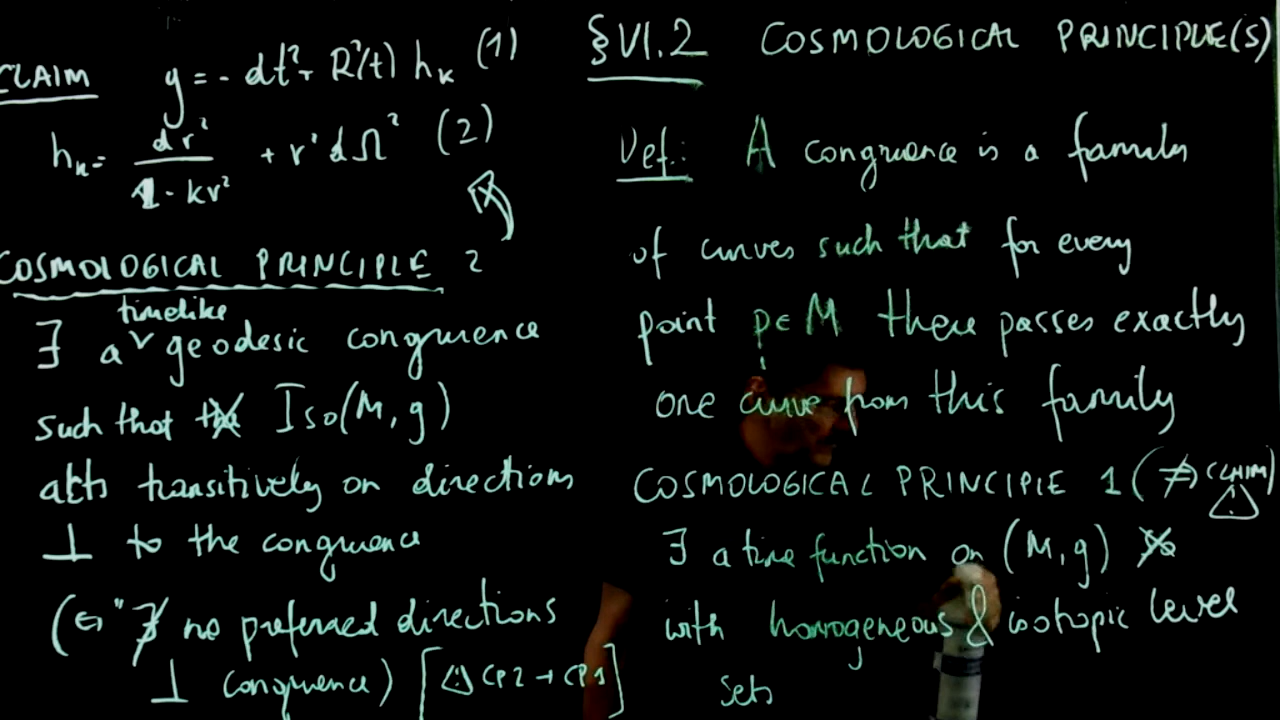 CLAIM g = - dt² + R²(t) h_k (1)
h_k = dr² / 1 - kr² + r² dΩ² (2)
COSMOLOGICAL PRINCIPLE 2
timelike
∃ a ∨ geodesic congruence
such that Iso(M, g)
acts transitively on directions
⊥ to the congruence
(⇔ " no preferred directions
⊥ congruence) [⚠ CP2 → CP1]
§VI.2 COSMOLOGICAL PRINCIPLE(S)
Def.: A congruence is a family
of curves such that for every
point p∈M there passes exactly
one curve from this family
COSMOLOGICAL PRINCIPLE 1 (⇏ CLAIM)
⚠
∃ a time function on (M, g)
with homogeneous & isotropic level
sets